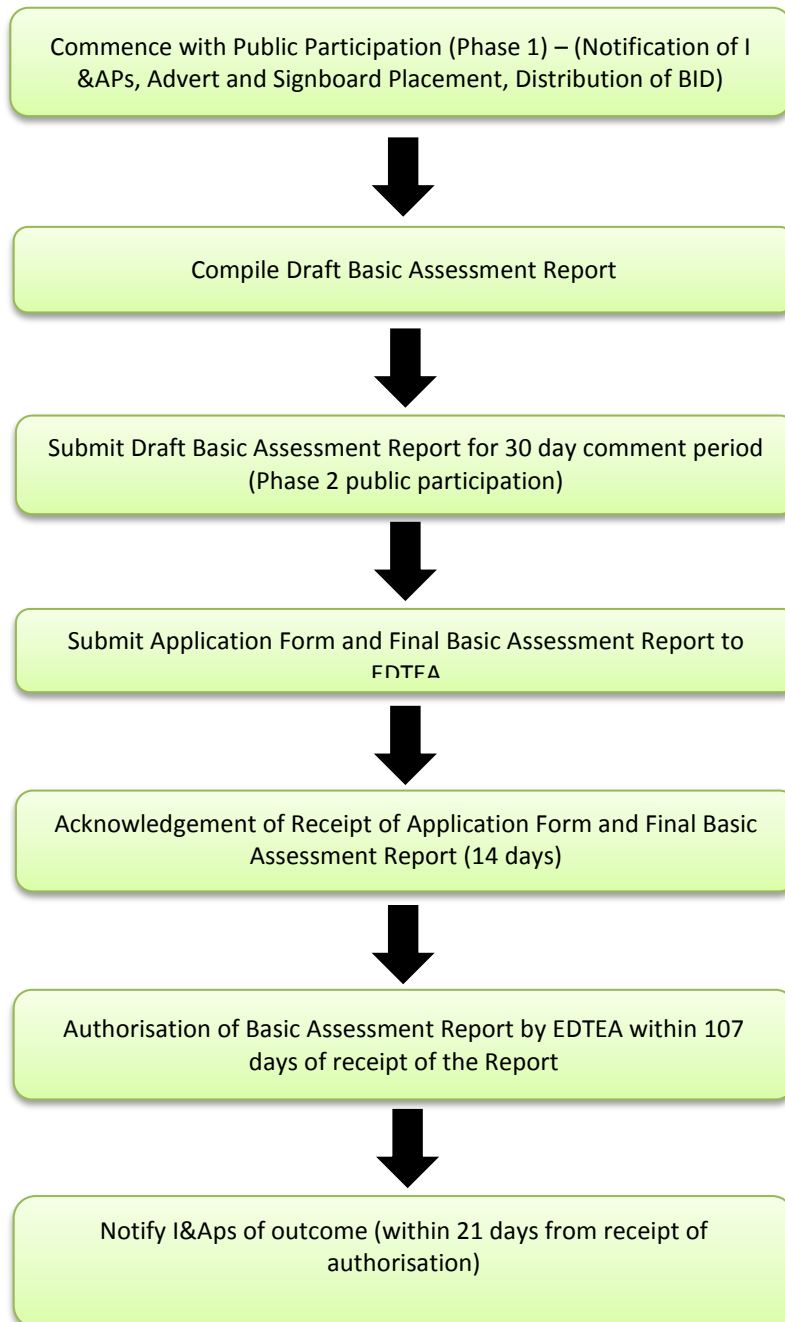 Commence with Public Participation (Phase 1) – (Notification of I
&APs, Advert and Signboard Placement, Distribution of BID)
Compile Draft Basic Assessment Report
Submit Draft Basic Assessment Report for 30 day comment period
(Phase 2 public participation)
Submit Application Form and Final Basic Assessment Report to
EDTEA
Acknowledgement of Receipt of Application Form and Final Basic
Assessment Report (14 days)
Authorisation of Basic Assessment Report by EDTEA within 107
days of receipt of the Report
Notify I&Aps of outcome (within 21 days from receipt of
authorisation)